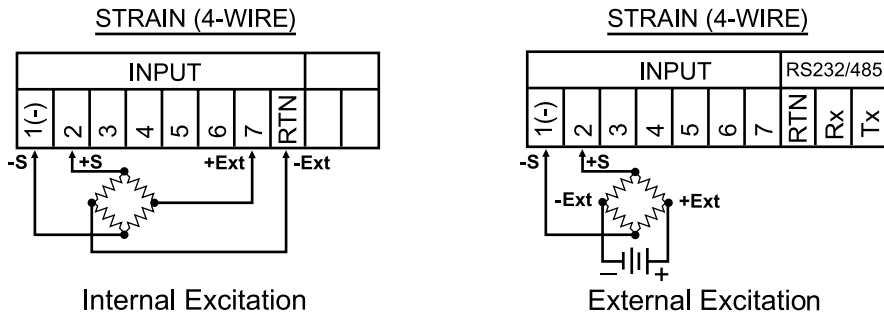 STRAIN (4-WIRE)
INPUT
1(-) 2 3 4 5 6 7 RTN
-S +S +Ext -Ext
Internal Excitation
STRAIN (4-WIRE)
INPUT RS232/485
1(-) 2 3 4 5 6 7 RTN Rx Tx
-S +S
-Ext +Ext
– +
External Excitation